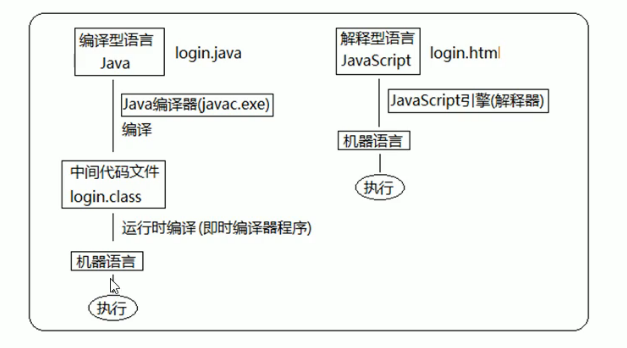 编译型语言
Java
login.java
Java编译器(javac.exe)
编译
中间代码文件
login.class
运行时编译(即时编译器程序)
机器语言
执行
解释型语言
JavaScript
login.html
JavaScript引擎(解释器)
机器语言
执行